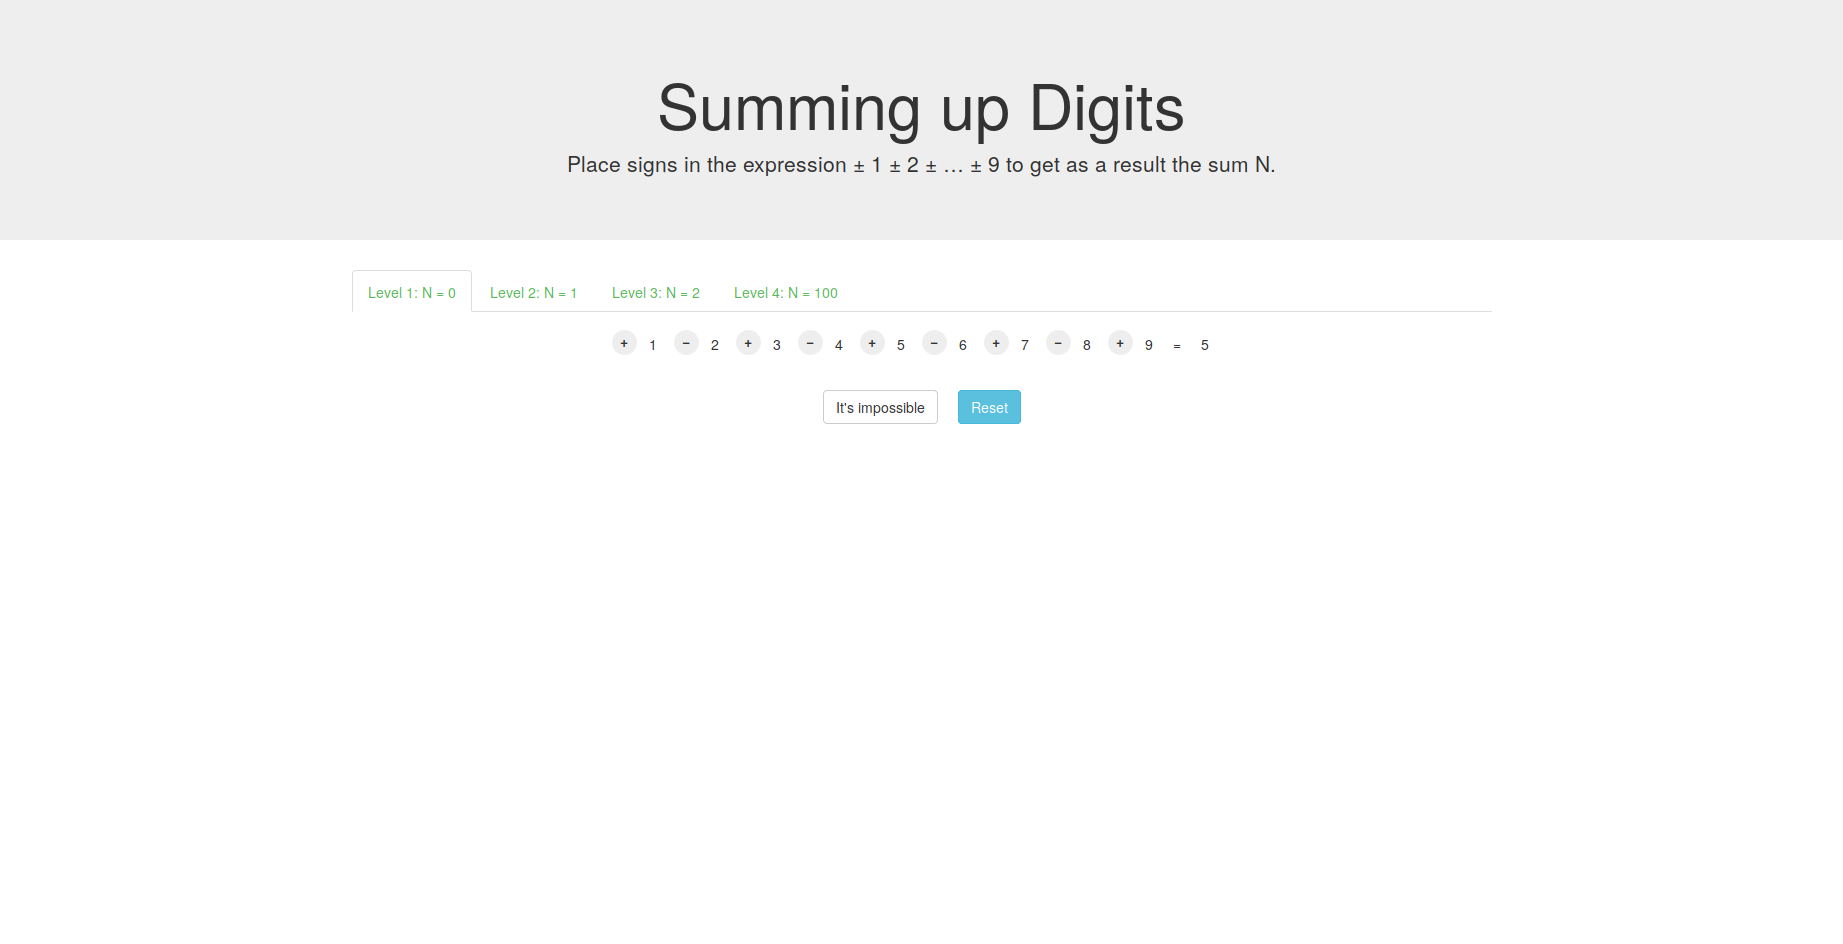 Summing up Digits
Place signs in the expression ± 1 ± 2 ± … ± 9 to get as a result the sum N.
Level 1: N = 0 Level 2: N = 1 Level 3: N = 2 Level 4: N = 100
+ 1 − 2 + 3 − 4 + 5 − 6 + 7 − 8 + 9 = 5
It's impossible Reset